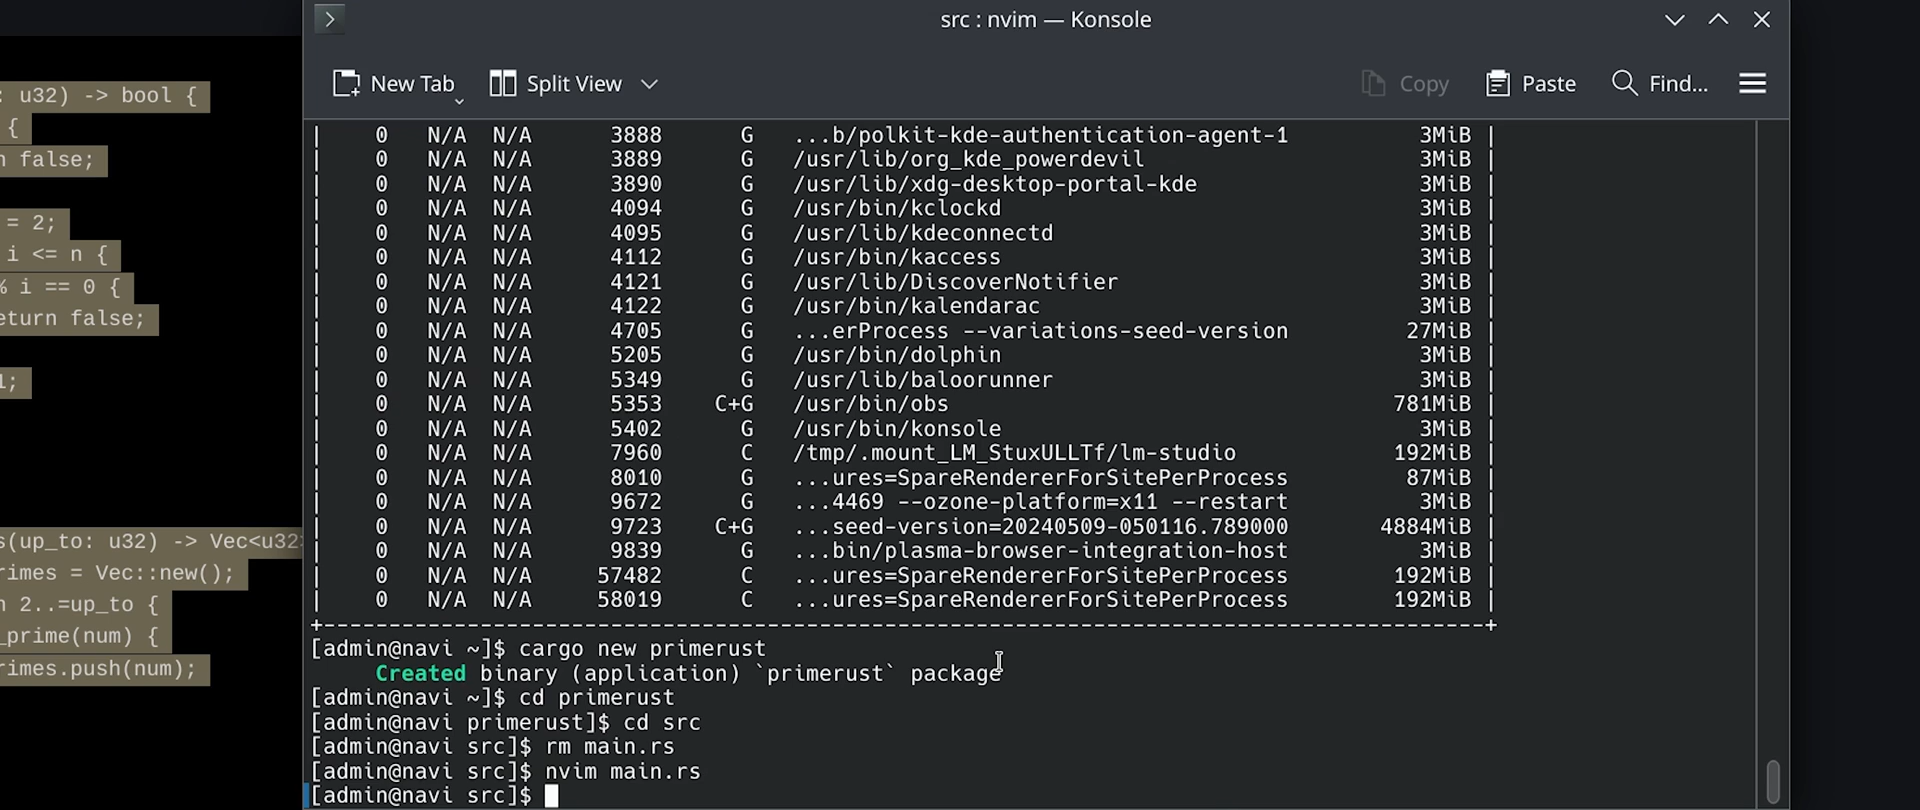 src : nvim — Konsole
New Tab
Split View
Copy
Paste
Find...
: u32) -> bool {
{
n false;
= 2;
i <= n {
% i == 0 {
eturn false;
1;
s(up_to: u32) -> Vec<u32>
rimes = Vec::new();
n 2..=up_to {
_prime(num) {
rimes.push(num);
| 0 N/A N/A 3888 G ...b/polkit-kde-authentication-agent-1 3MiB |
| 0 N/A N/A 3889 G /usr/lib/org_kde_powerdevil 3MiB |
| 0 N/A N/A 3890 G /usr/lib/xdg-desktop-portal-kde 3MiB |
| 0 N/A N/A 4094 G /usr/bin/kclockd 3MiB |
| 0 N/A N/A 4095 G /usr/lib/kdeconnectd 3MiB |
| 0 N/A N/A 4112 G /usr/bin/kaccess 3MiB |
| 0 N/A N/A 4121 G /usr/lib/DiscoverNotifier 3MiB |
| 0 N/A N/A 4122 G /usr/bin/kalendarac 3MiB |
| 0 N/A N/A 4705 G ...erProcess --variations-seed-version 27MiB |
| 0 N/A N/A 5205 G /usr/bin/dolphin 3MiB |
| 0 N/A N/A 5349 G /usr/lib/baloorunner 3MiB |
| 0 N/A N/A 5353 C+G /usr/bin/obs 781MiB |
| 0 N/A N/A 5402 G /usr/bin/konsole 3MiB |
| 0 N/A N/A 7960 C /tmp/.mount_LM_StuxULLTf/lm-studio 192MiB |
| 0 N/A N/A 8010 G ...ures=SpareRendererForSitePerProcess 87MiB |
| 0 N/A N/A 9672 G ...4469 --ozone-platform=x11 --restart 3MiB |
| 0 N/A N/A 9723 C+G ...seed-version=20240509-050116.789000 4884MiB |
| 0 N/A N/A 9839 G ...bin/plasma-browser-integration-host 3MiB |
| 0 N/A N/A 57482 C ...ures=SpareRendererForSitePerProcess 192MiB |
| 0 N/A N/A 58019 C ...ures=SpareRendererForSitePerProcess 192MiB |
+-----------------------------------------------------------------------------------------+
[admin@navi ~]$ cargo new primerust
Created binary (application) `primerust` package
[admin@navi ~]$ cd primerust
[admin@navi primerust]$ cd src
[admin@navi src]$ rm main.rs
[admin@navi src]$ nvim main.rs
[admin@navi src]$